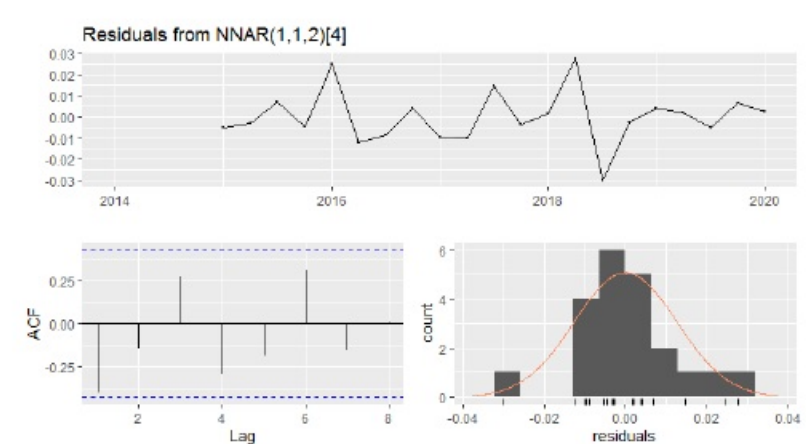 Residuals from NNAR(1,1,2)[4]
0.03
0.02
0.01
0.00
-0.01
-0.02
-0.03
2014 2016 2018 2020
ACF
0.25
0.00
-0.25
2 4 6 8
Lag
count
6
4
2
0
-0.04 -0.02 0.00 0.02 0.04
residuals